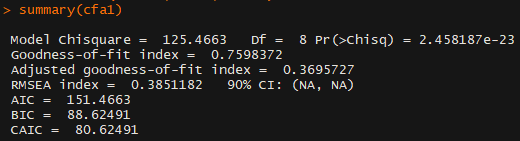 > summary(cfa1)
Model Chisquare = 125.4663 Df = 8 Pr(>Chisq) = 2.458187e-23
Goodness-of-fit index = 0.7598372
Adjusted goodness-of-fit index = 0.3695727
RMSEA index = 0.3851182 90% CI: (NA, NA)
AIC = 151.4663
BIC = 88.62491
CAIC = 80.62491